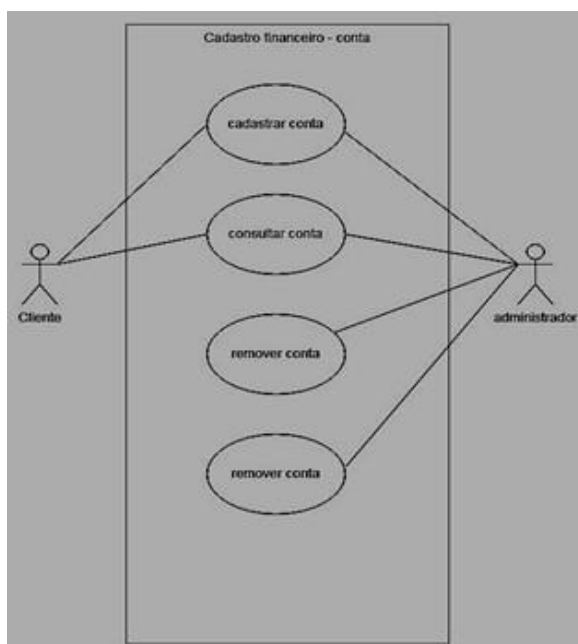 Cadastro financeiro - conta
cadastrar conta
consultar conta
Cliente
administrador
remover conta
remover conta